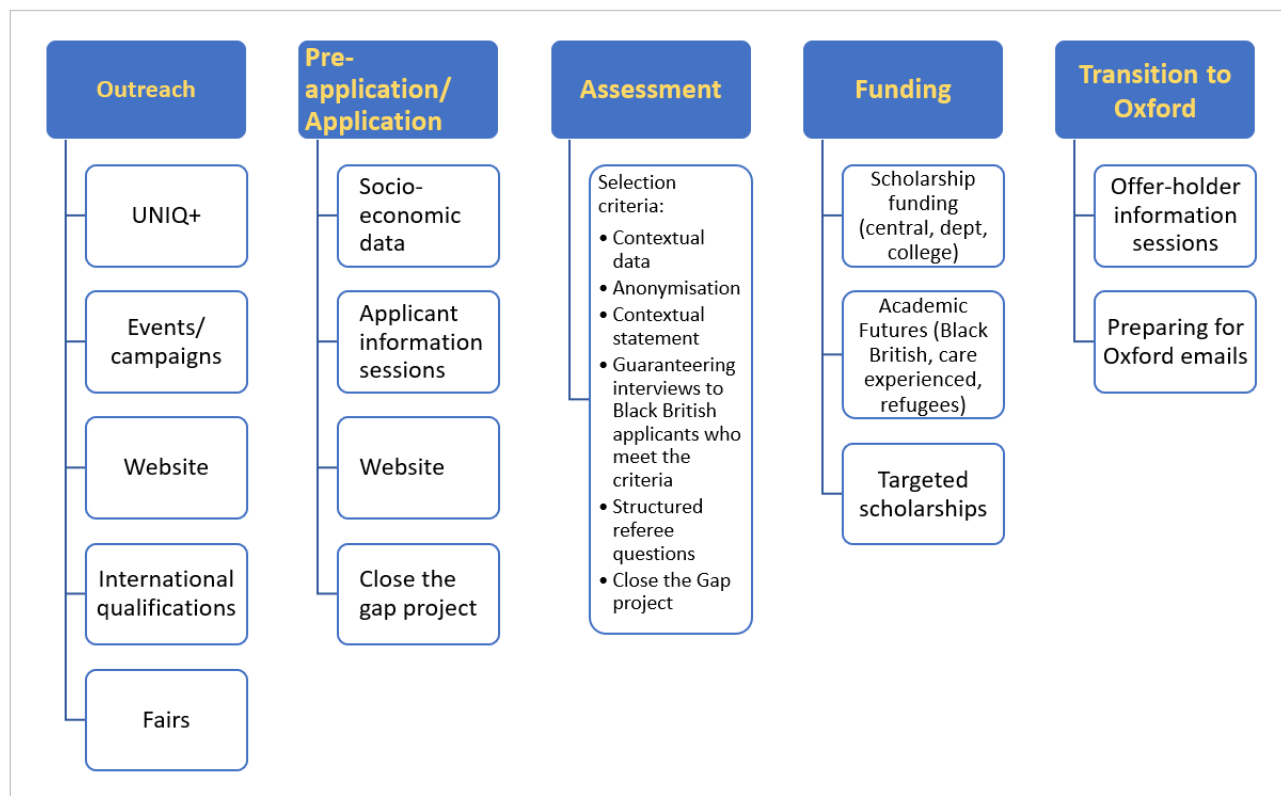 Outreach
UNIQ+
Events/
campaigns
Website
International
qualifications
Fairs
Pre-
application/
Application
Socio-
economic
data
Applicant
information
sessions
Website
Close the
gap project
Assessment
Selection
criteria:
• Contextual
data
• Anonymisation
• Contextual
statement
• Guaranteering
interviews to
Black British
applicants who
meet the
criteria
• Structured
referee
questions
• Close the Gap
project
Funding
Scholarship
funding
(central, dept,
college)
Academic
Futures (Black
British, care
experienced,
refugees)
Targeted
scholarships
Transition to
Oxford
Offer-holder
information
sessions
Preparing for
Oxford emails